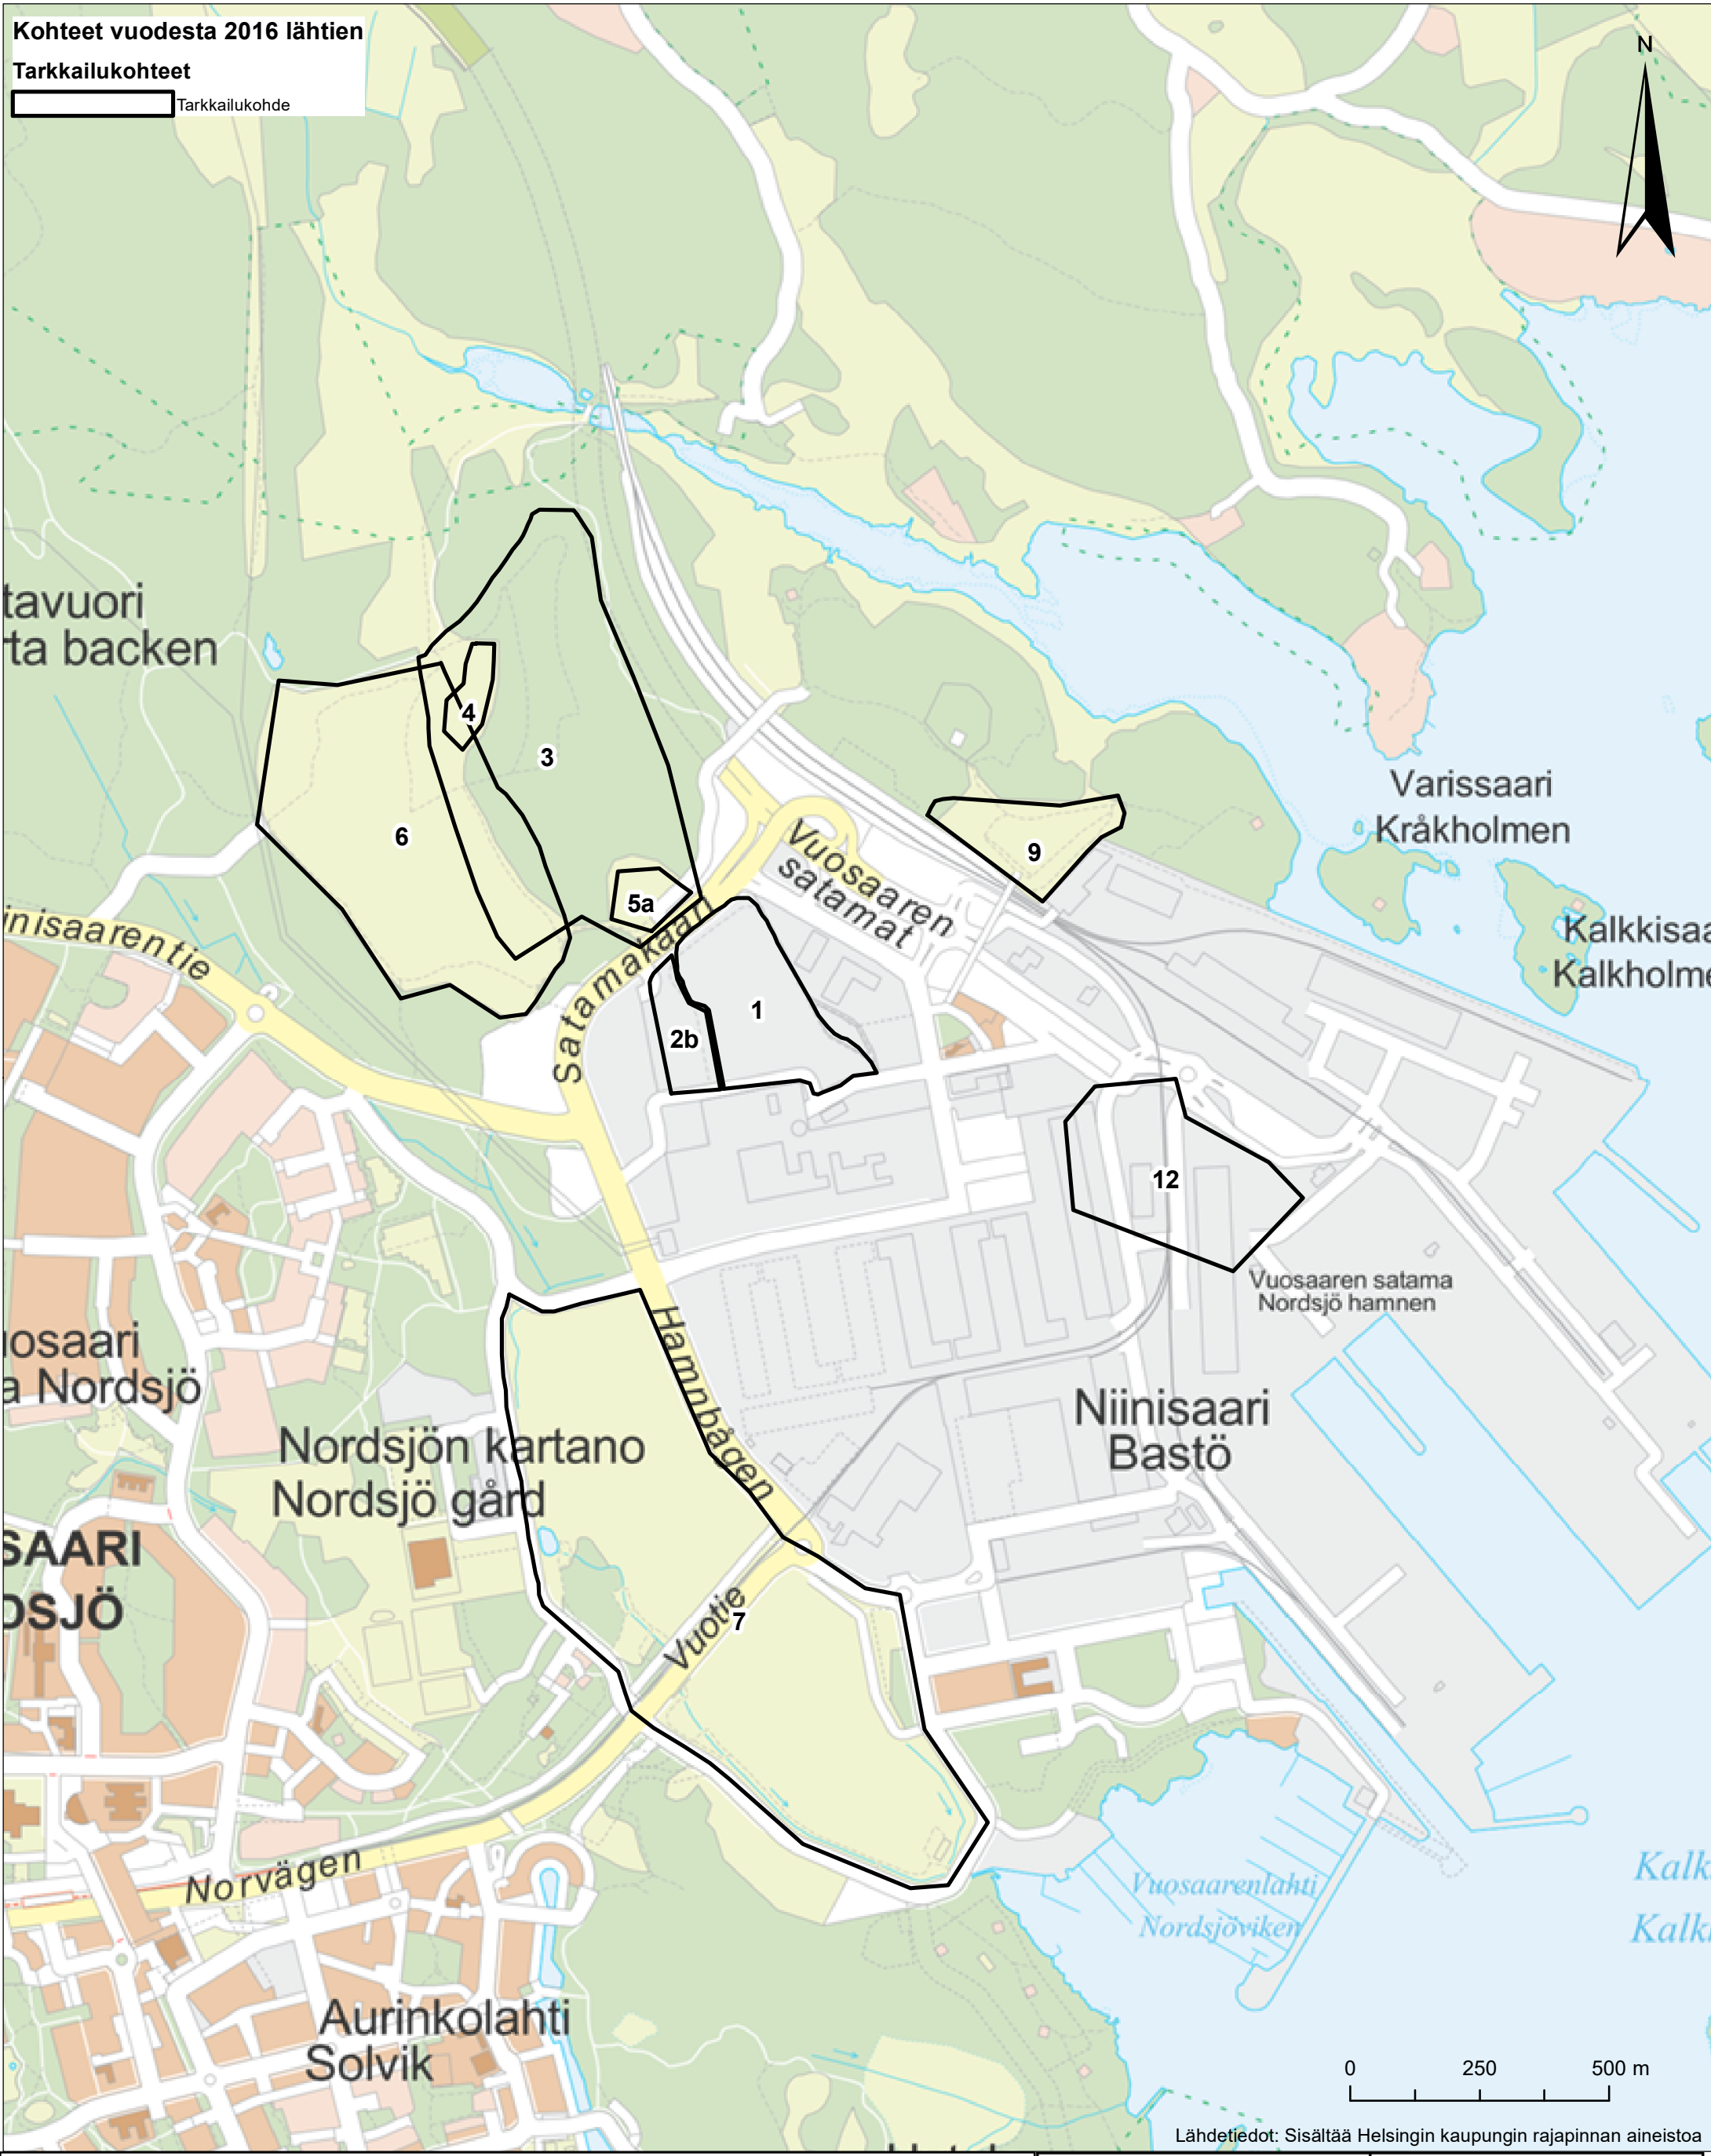 Kohteet vuodesta 2016 lähtien
Tarkkailukohteet
Tarkkailukohde
N
tavuori
rta backen
4
3
6
Varissaari
Kråkholmen
9
Vuosaaren
satamat
5a
Satamakaari
inisaarentie
Kalkkisaa
Kalkholme
1
2b
12
Vuosaaren satama
Nordsjö hamnen
Hamnbågen
uosaari
a Nordsjö
Niinisaari
Bastö
Nordsjön kartano
Nordsjö gård
SAARI
DSJÖ
Vuotie
7
Norvägen
Vuosaarenlahti
Nordsjöviken
Kalk
Kalk
Aurinkolahti
Solvik
0 250 500 m
Lähdetiedot: Sisältää Helsingin kaupungin rajapinnan aineistoa